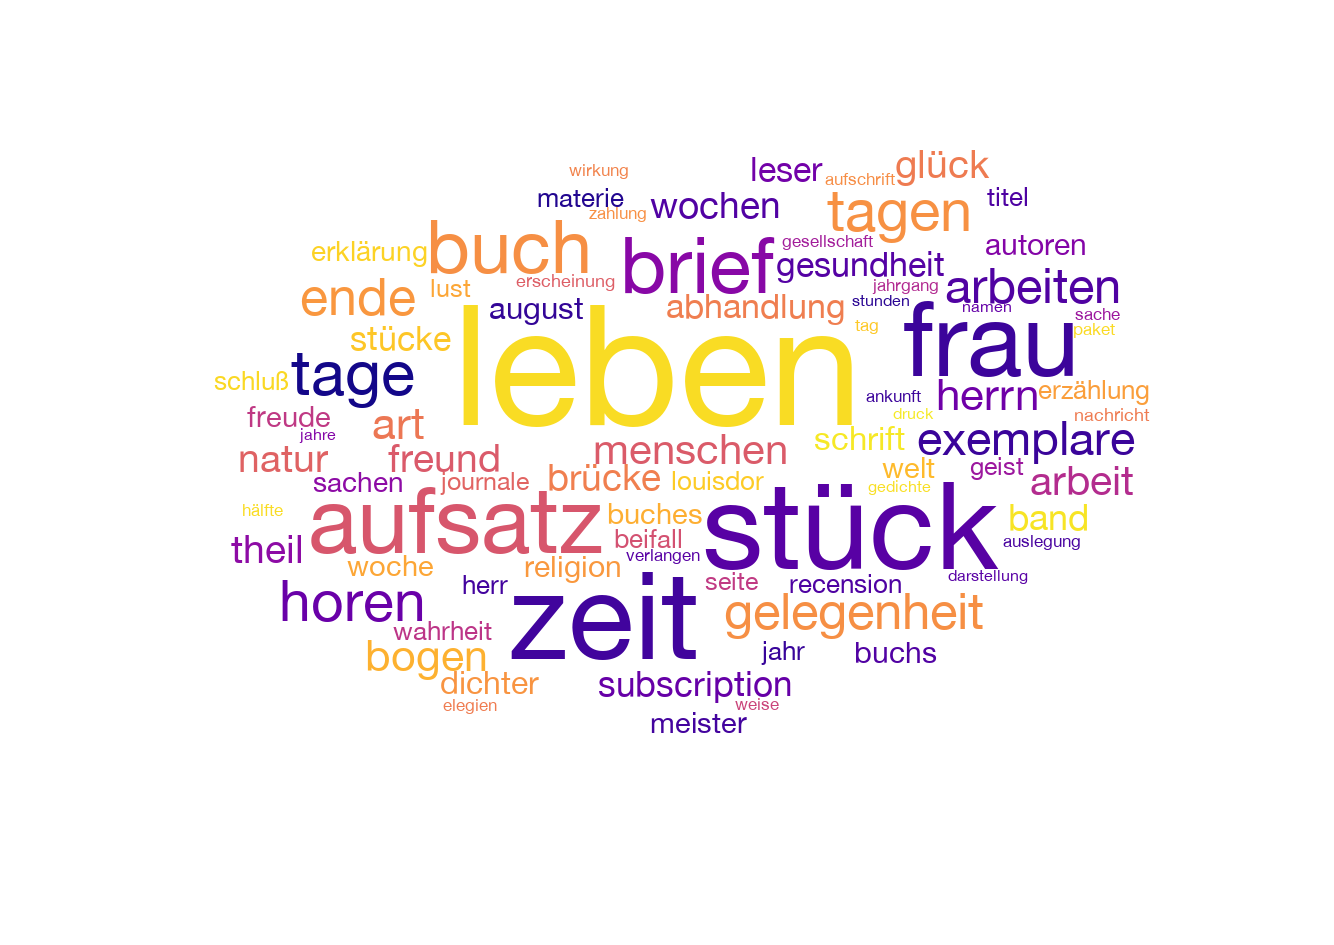 wirkung
leser
aufschrift
glück
materie
zahlung
wochen
tagen
titel
erklärung
buch
brief
gesellschaft
gesundheit
autoren
ende
lust
erscheinung
august
abhandlung
jahrgang
stunden
arbeiten
namen
sache
stücke
leben
tag
frau
paket
schluß
tage
ankunft
herrn
erzählung
freude
jahre
art
menschen
schrift
druck
exemplare
nachricht
natur
freund
sachen
journale
brücke
louisdor
welt
gedichte
geist
arbeit
hälfte
aufsatz
buches
beifall
verlangen
stück
band
auslegung
theil
woche
religion
herr
seite
recension
darstellung
horen
wahrheit
zeit
gelegenheit
bogen
jahr
buchs
dichter
elegien
subscription
weise
meister